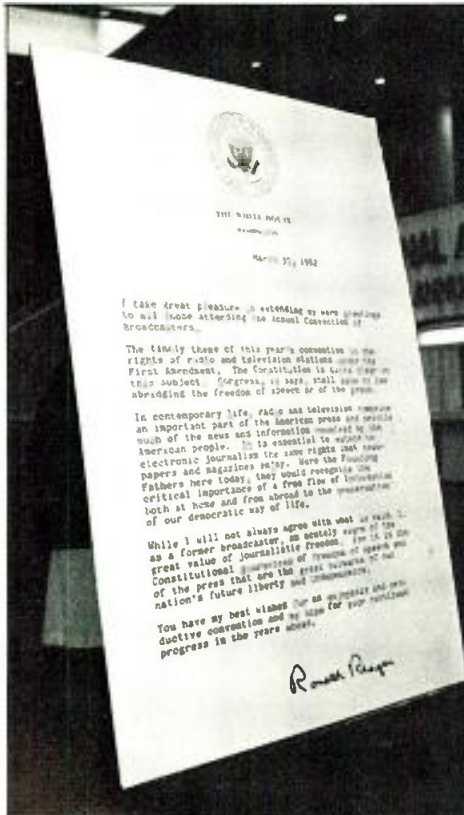 THE WHITE HOUSE
WASHINGTON
March 30, 1982
I take great pleasure in extending my warm greetings
to all those attending the Annual Convention of
Broadcasters.
The timely theme of this year's convention is the
rights of radio and television stations under the
First Amendment. The Constitution is quite clear on
this subject. Congress, it says, shall make no law
abridging the freedom of speech or of the press.
In contemporary life, radio and television
an important part of the American press and provide
much of the news and information received by the
American people. It is essential to
electronic journalism the same rights that news-
papers and magazines enjoy. Were the Founding
Fathers here today, they would recognize the
critical importance of a free flow of information
both at home and from abroad to the preservation
of our democratic way of life.
While I will not always agree with what is said,
as a former broadcaster, am acutely aware of the
great value of journalistic freedom. For it is the
Constitutional guarantees of freedom of speech and
of the press that are the great bulwarks of our
nation's future liberty and
You have my best wishes for an enjoyable and pro-
ductive convention and my hope for your continued
progress in the years ahead.
Ronald Reagan